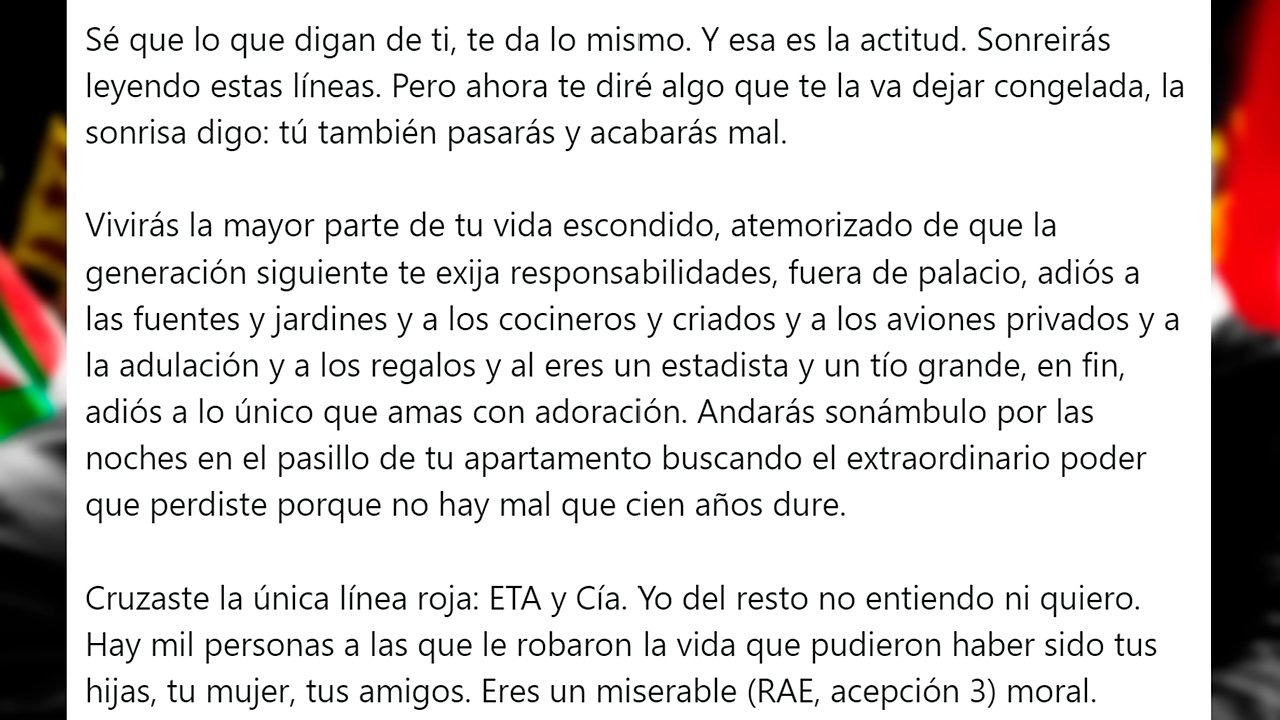 Sé que lo que digan de ti, te da lo mismo. Y esa es la actitud. Sonreirás
leyendo estas líneas. Pero ahora te diré algo que te la va dejar congelada, la
sonrisa digo: tú también pasarás y acabarás mal.
Vivirás la mayor parte de tu vida escondido, atemorizado de que la
generación siguiente te exija responsabilidades, fuera de palacio, adiós a
las fuentes y jardines y a los cocineros y criados y a los aviones privados y a
la adulación y a los regalos y al eres un estadista y un tío grande, en fin,
adiós a lo único que amas con adoración. Andarás sonámbulo por las
noches en el pasillo de tu apartamento buscando el extraordinario poder
que perdiste porque no hay mal que cien años dure.
Cruzaste la única línea roja: ETA y Cía. Yo del resto no entiendo ni quiero.
Hay mil personas a las que le robaron la vida que pudieron haber sido tus
hijas, tu mujer, tus amigos. Eres un miserable (RAE, acepción 3) moral.